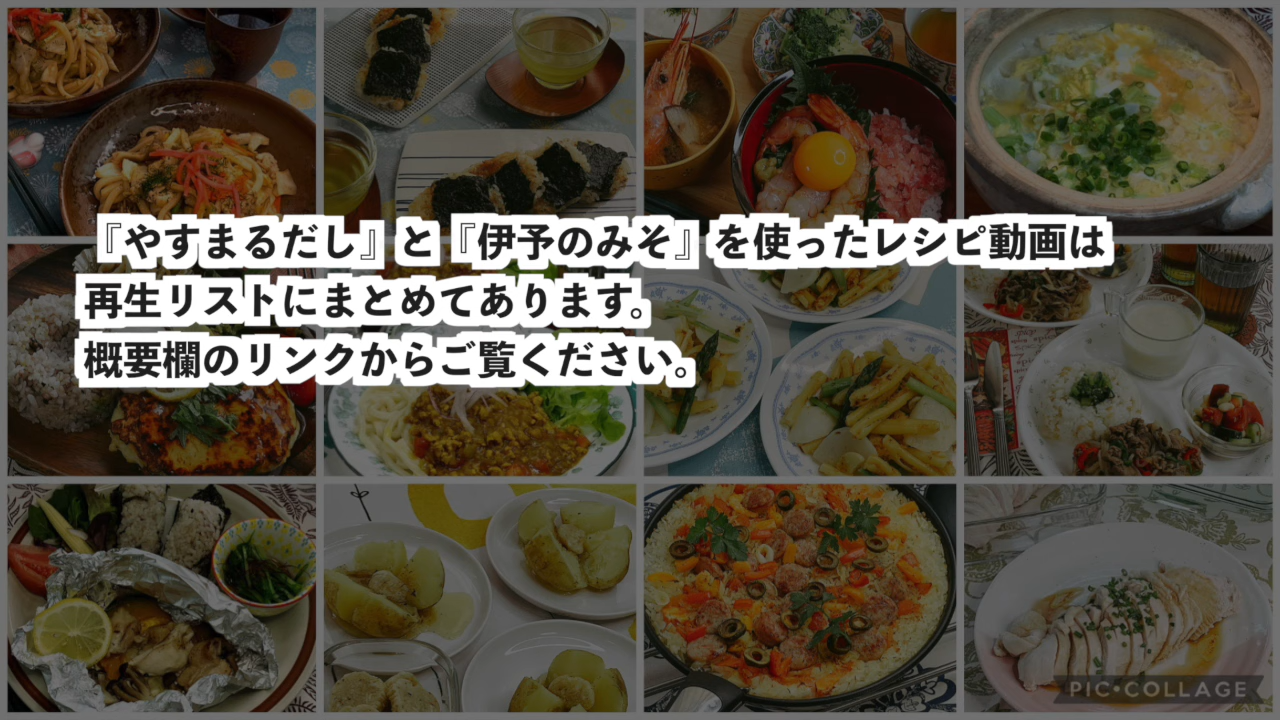 『やすまるだし』と『伊予のみそ』を使ったレシピ動画は
再生リストにまとめてあります。
概要欄のリンクからご覧ください。
PIC•COLLAGE